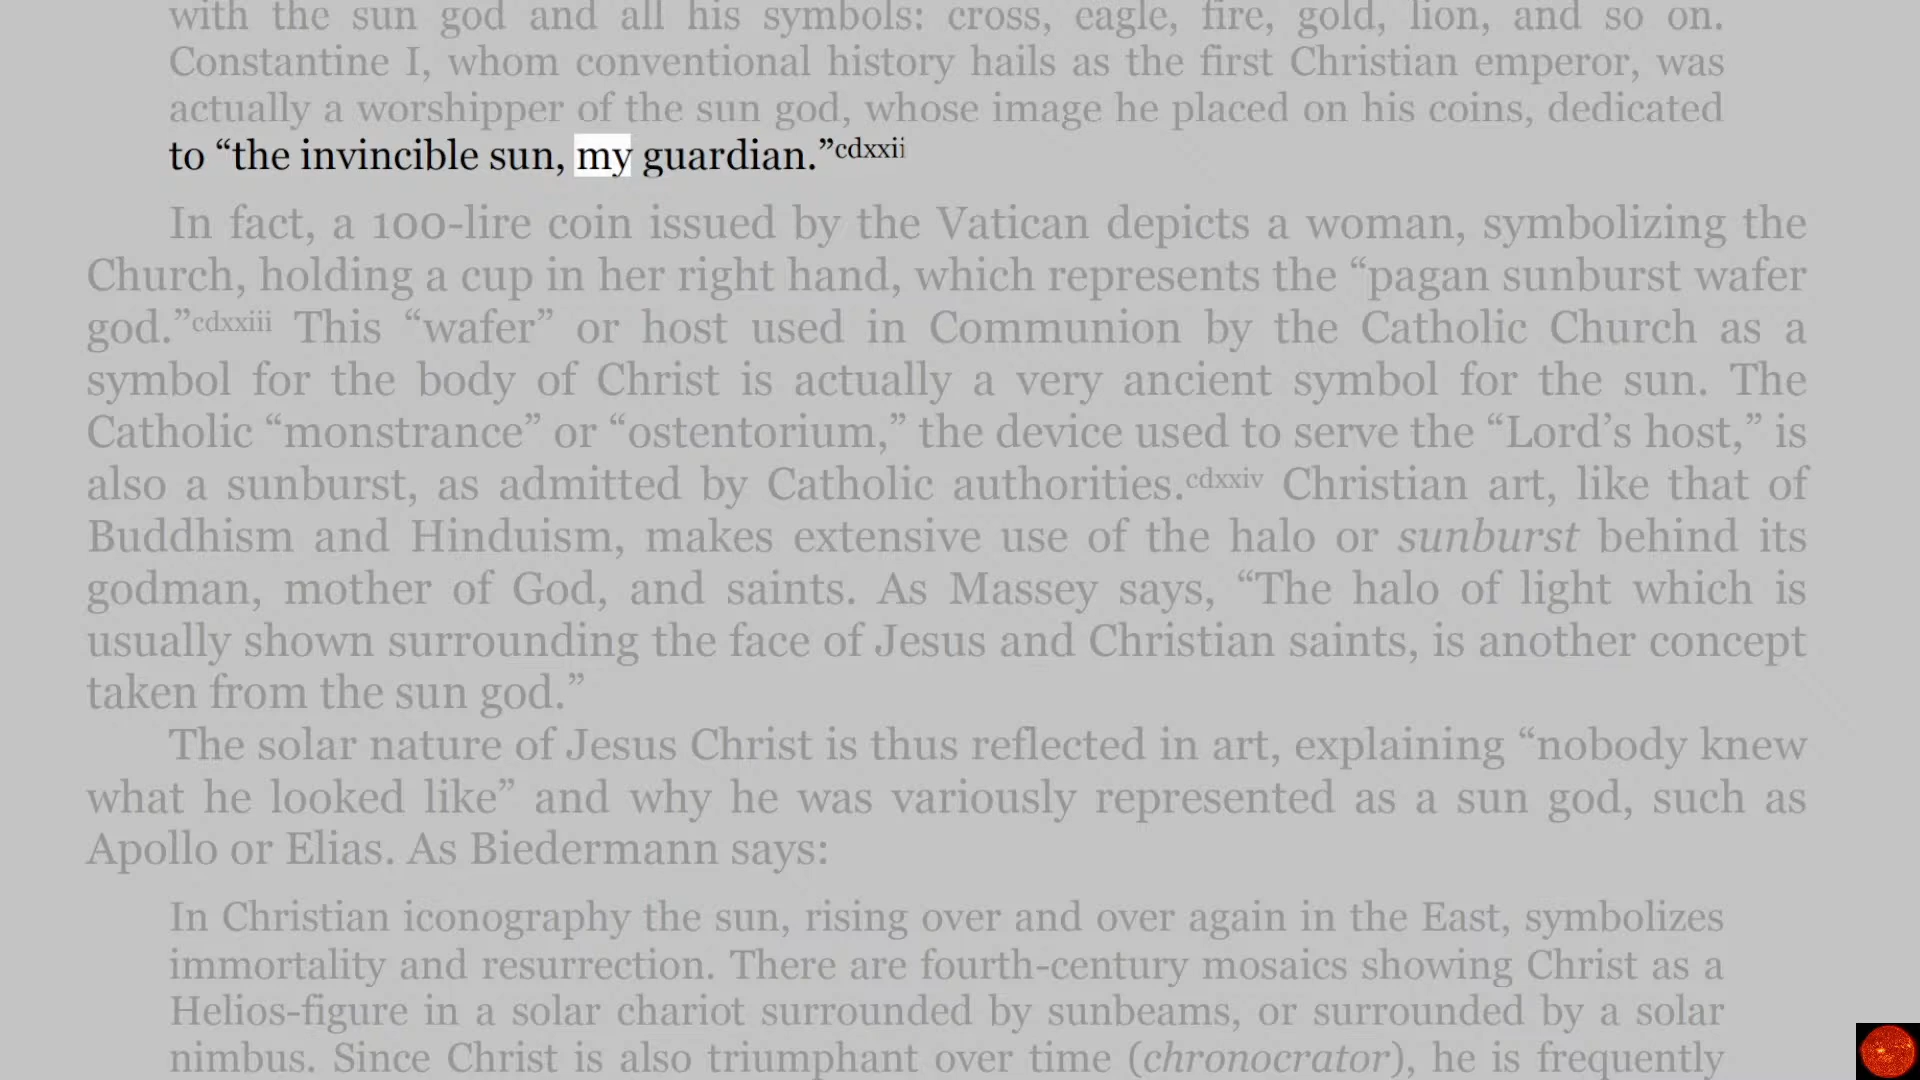 with the sun god and all his symbols: cross, eagle, fire, gold, lion, and so on.
Constantine I, whom conventional history hails as the first Christian emperor, was
actually a worshipper of the sun god, whose image he placed on his coins, dedicated
to “the invincible sun, my guardian.”cdxxii
In fact, a 100-lire coin issued by the Vatican depicts a woman, symbolizing the
Church, holding a cup in her right hand, which represents the “pagan sunburst wafer
god.”cdxxiii This “wafer” or host used in Communion by the Catholic Church as a
symbol for the body of Christ is actually a very ancient symbol for the sun. The
Catholic “monstrance” or “ostentorium,” the device used to serve the “Lord’s host,” is
also a sunburst, as admitted by Catholic authorities.cdxxiv Christian art, like that of
Buddhism and Hinduism, makes extensive use of the halo or sunburst behind its
godman, mother of God, and saints. As Massey says, “The halo of light which is
usually shown surrounding the face of Jesus and Christian saints, is another concept
taken from the sun god.”
The solar nature of Jesus Christ is thus reflected in art, explaining “nobody knew
what he looked like” and why he was variously represented as a sun god, such as
Apollo or Elias. As Biedermann says:
In Christian iconography the sun, rising over and over again in the East, symbolizes
immortality and resurrection. There are fourth-century mosaics showing Christ as a
Helios-figure in a solar chariot surrounded by sunbeams, or surrounded by a solar
nimbus. Since Christ is also triumphant over time (chronocrator), he is frequently